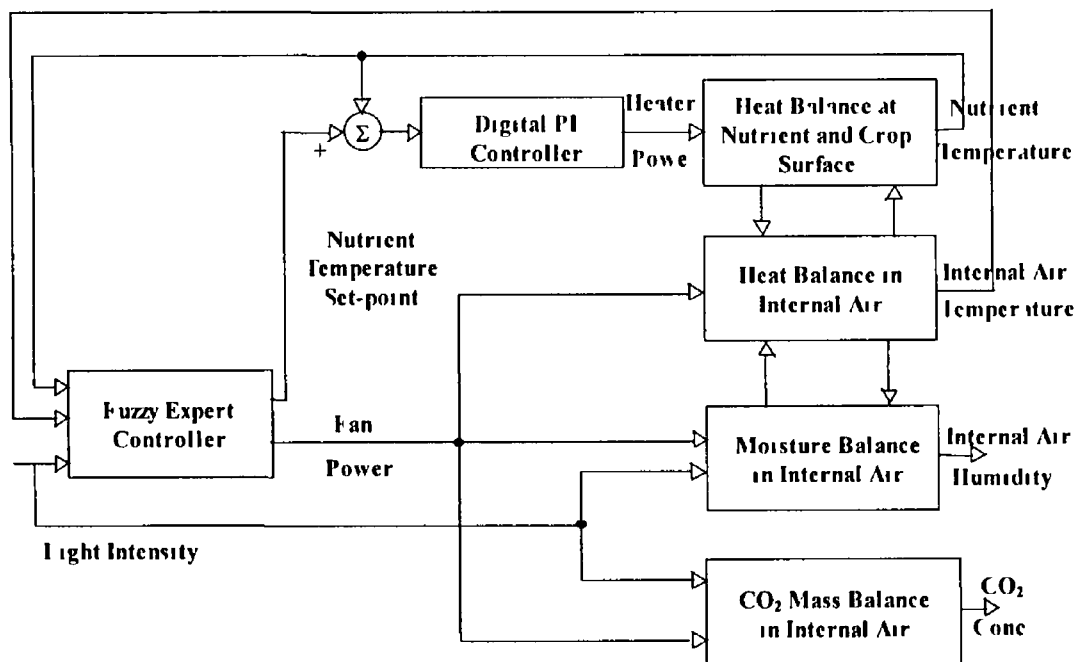 Digital PI
Controller
Heater
Powe
Heat Balance at
Nutrient and Crop
Surface
Nutrient
Temperature
Σ
+
Nutrient
Temperature
Set-point
Heat Balance in
Internal Air
Internal Air
Temperature
Fuzzy Expert
Controller
Fan
Power
Moisture Balance
in Internal Air
Internal Air
Humidity
Light Intensity
CO₂ Mass Balance
in Internal Air
CO₂
Conc